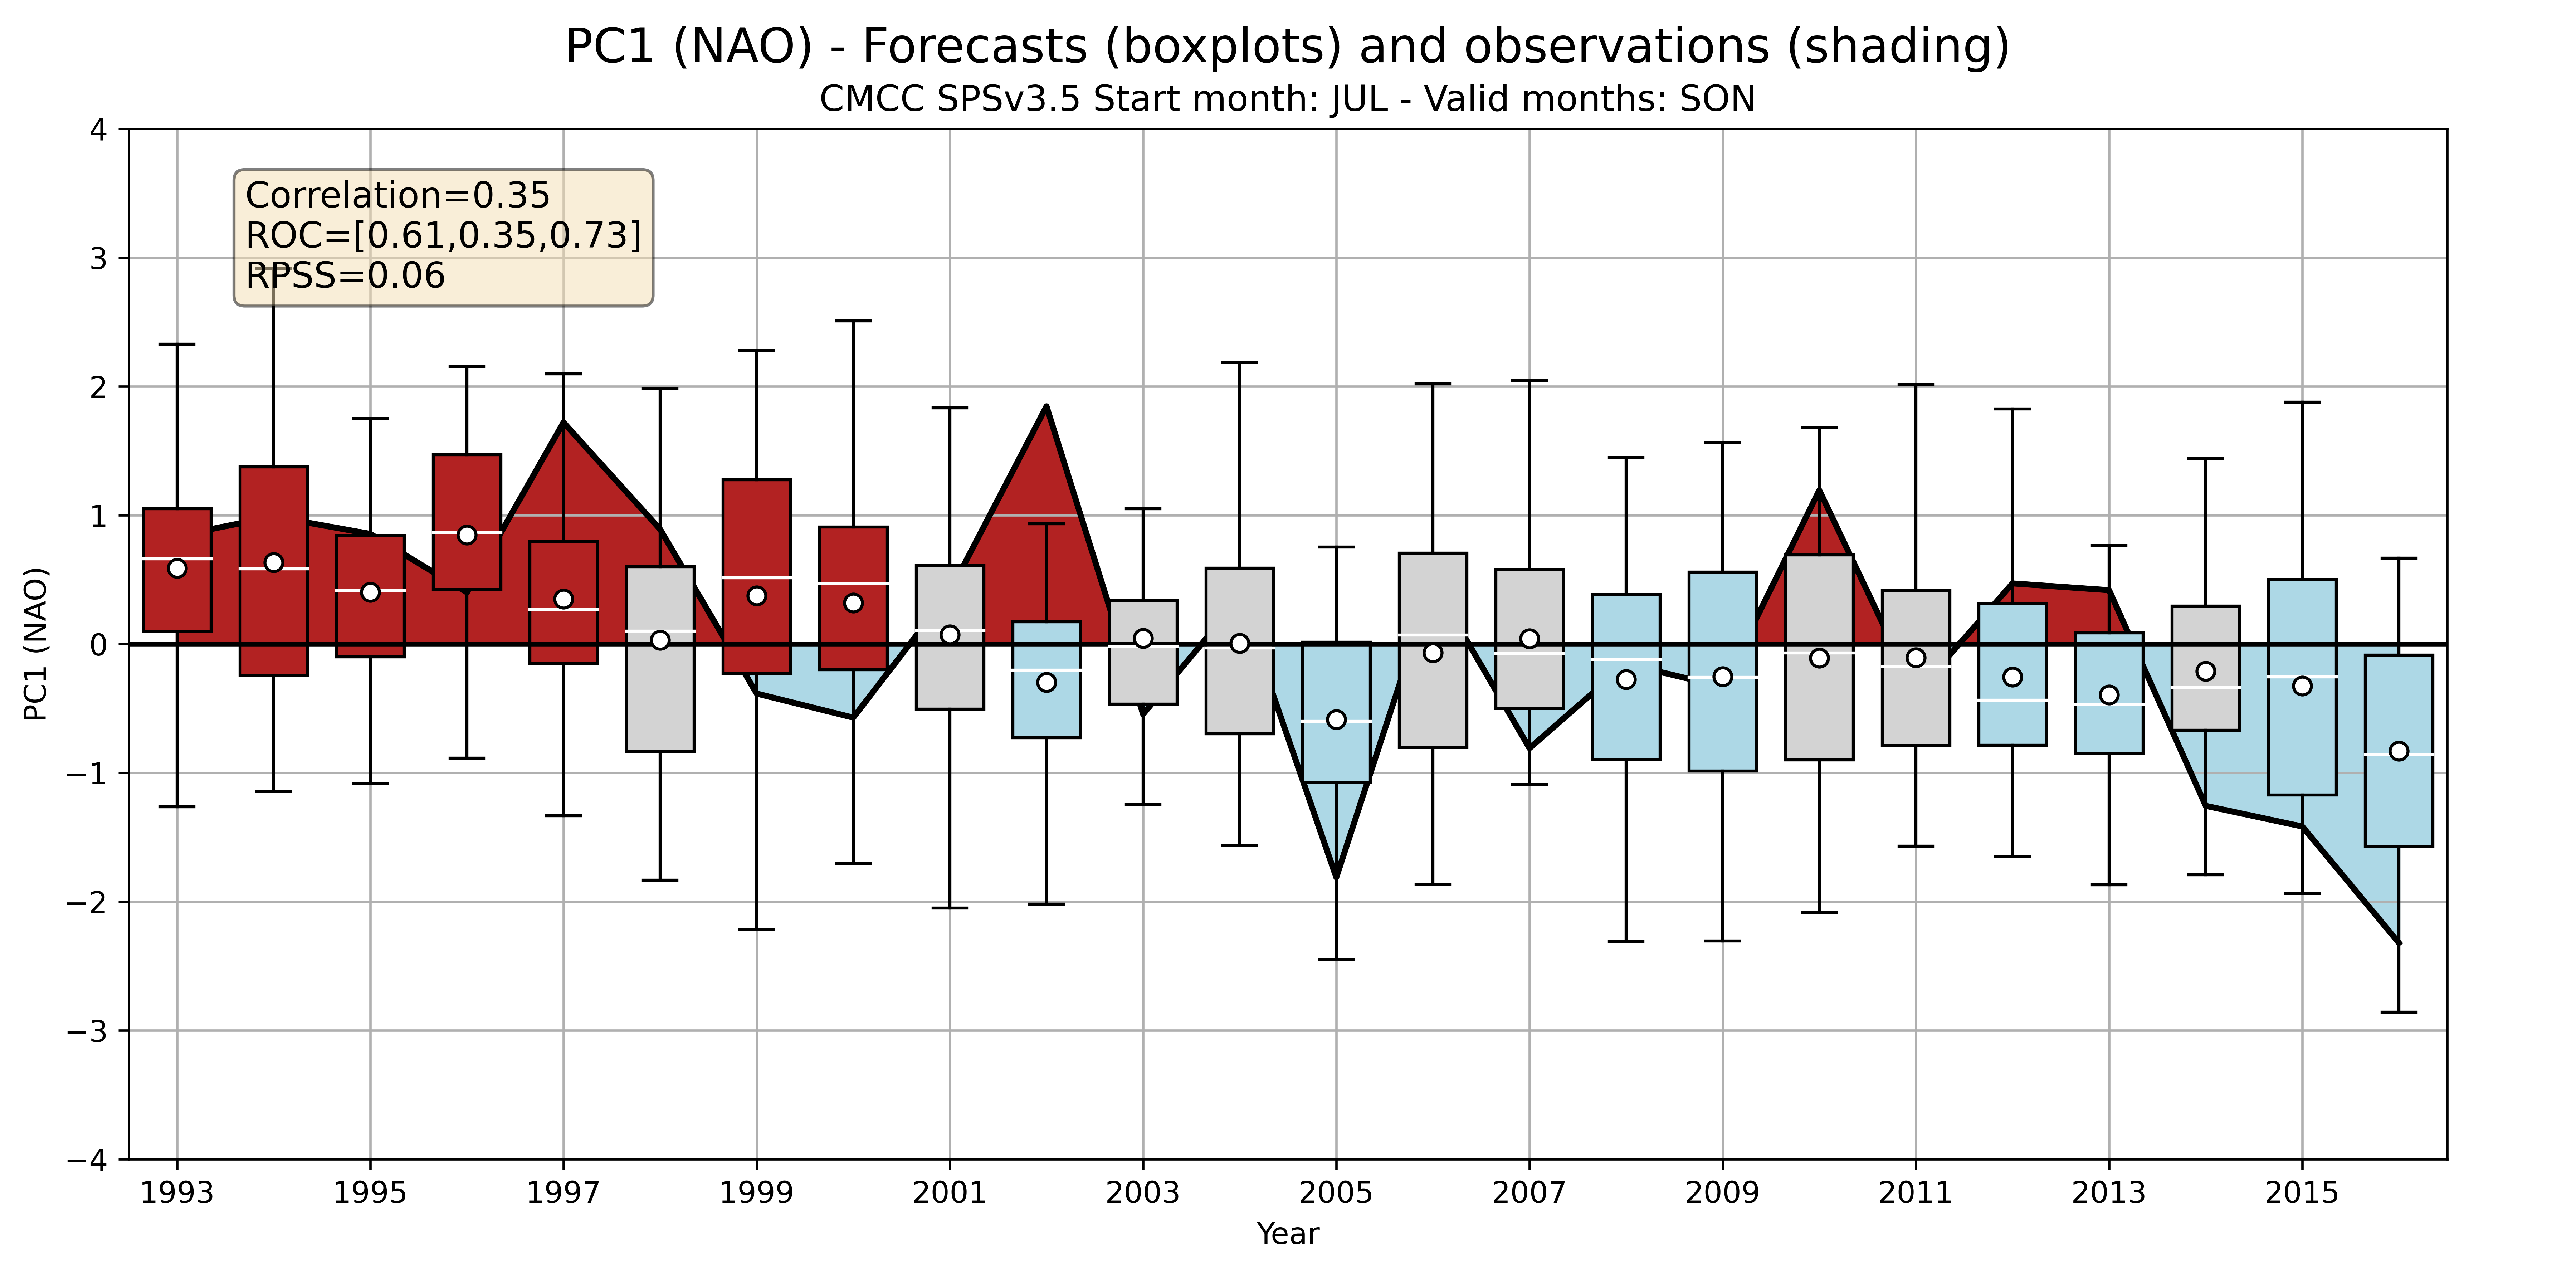 PC1 (NAO) - Forecasts (boxplots) and observations (shading)
CMCC SPSv3.5 Start month: JUL - Valid months: SON
Correlation=0.35
ROC=[0.61,0.35,0.73]
RPSS=0.06
PC1 (NAO)
4
3
2
1
0
−1
−2
−3
−4
1993 1995 1997 1999 2001 2003 2005 2007 2009 2011 2013 2015
Year